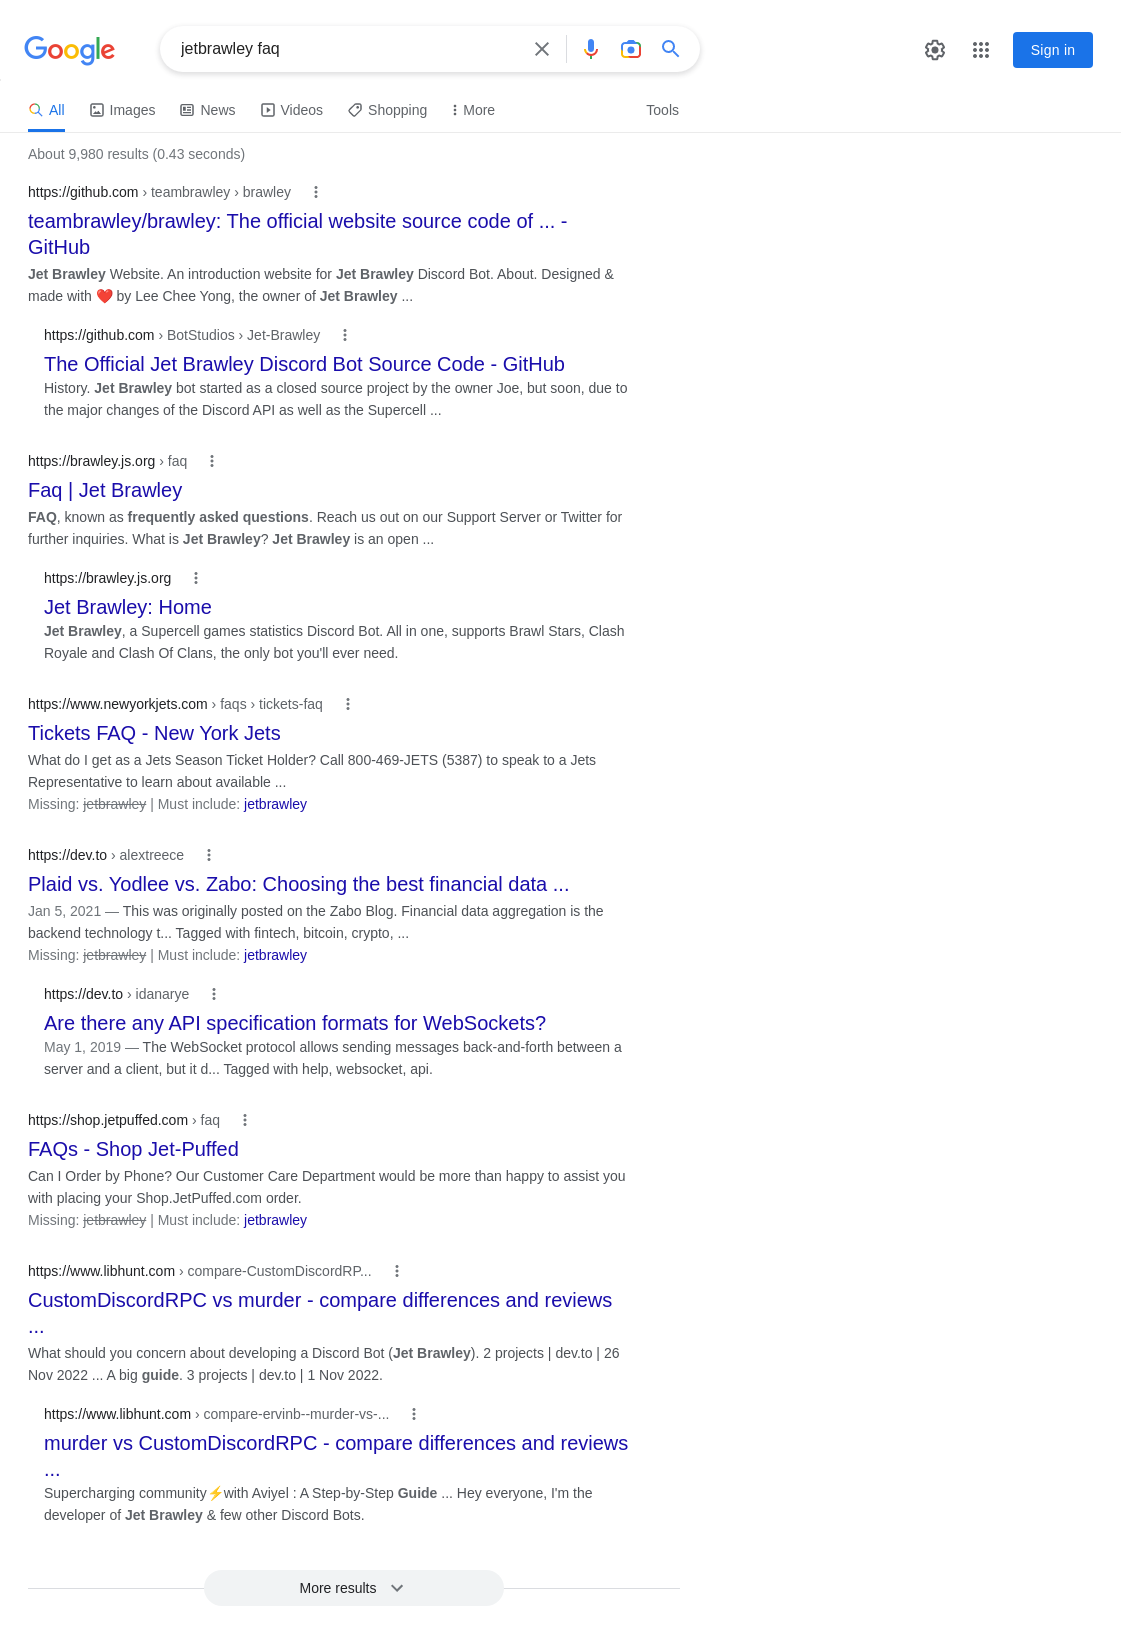 Google
jetbrawley faq
Sign in
All Images News Videos Shopping More Tools
About 9,980 results (0.43 seconds)
https://github.com › teambrawley › brawley
teambrawley/brawley: The official website source code of ... -
GitHub
Jet Brawley Website. An introduction website for Jet Brawley Discord Bot. About. Designed &
made with ❤️ by Lee Chee Yong, the owner of Jet Brawley ...
https://github.com › BotStudios › Jet-Brawley
The Official Jet Brawley Discord Bot Source Code - GitHub
History. Jet Brawley bot started as a closed source project by the owner Joe, but soon, due to
the major changes of the Discord API as well as the Supercell ...
https://brawley.js.org › faq
Faq | Jet Brawley
FAQ, known as frequently asked questions. Reach us out on our Support Server or Twitter for
further inquiries. What is Jet Brawley? Jet Brawley is an open ...
https://brawley.js.org
Jet Brawley: Home
Jet Brawley, a Supercell games statistics Discord Bot. All in one, supports Brawl Stars, Clash
Royale and Clash Of Clans, the only bot you'll ever need.
https://www.newyorkjets.com › faqs › tickets-faq
Tickets FAQ - New York Jets
What do I get as a Jets Season Ticket Holder? Call 800-469-JETS (5387) to speak to a Jets
Representative to learn about available ...
Missing: jetbrawley | Must include: jetbrawley
https://dev.to › alextreece
Plaid vs. Yodlee vs. Zabo: Choosing the best financial data ...
Jan 5, 2021 — This was originally posted on the Zabo Blog. Financial data aggregation is the
backend technology t... Tagged with fintech, bitcoin, crypto, ...
Missing: jetbrawley | Must include: jetbrawley
https://dev.to › idanarye
Are there any API specification formats for WebSockets?
May 1, 2019 — The WebSocket protocol allows sending messages back-and-forth between a
server and a client, but it d... Tagged with help, websocket, api.
https://shop.jetpuffed.com › faq
FAQs - Shop Jet-Puffed
Can I Order by Phone? Our Customer Care Department would be more than happy to assist you
with placing your Shop.JetPuffed.com order.
Missing: jetbrawley | Must include: jetbrawley
https://www.libhunt.com › compare-CustomDiscordRP...
CustomDiscordRPC vs murder - compare differences and reviews
...
What should you concern about developing a Discord Bot (Jet Brawley). 2 projects | dev.to | 26
Nov 2022 ... A big guide. 3 projects | dev.to | 1 Nov 2022.
https://www.libhunt.com › compare-ervinb--murder-vs-...
murder vs CustomDiscordRPC - compare differences and reviews
...
Supercharging community⚡with Aviyel : A Step-by-Step Guide ... Hey everyone, I'm the
developer of Jet Brawley & few other Discord Bots.
More results